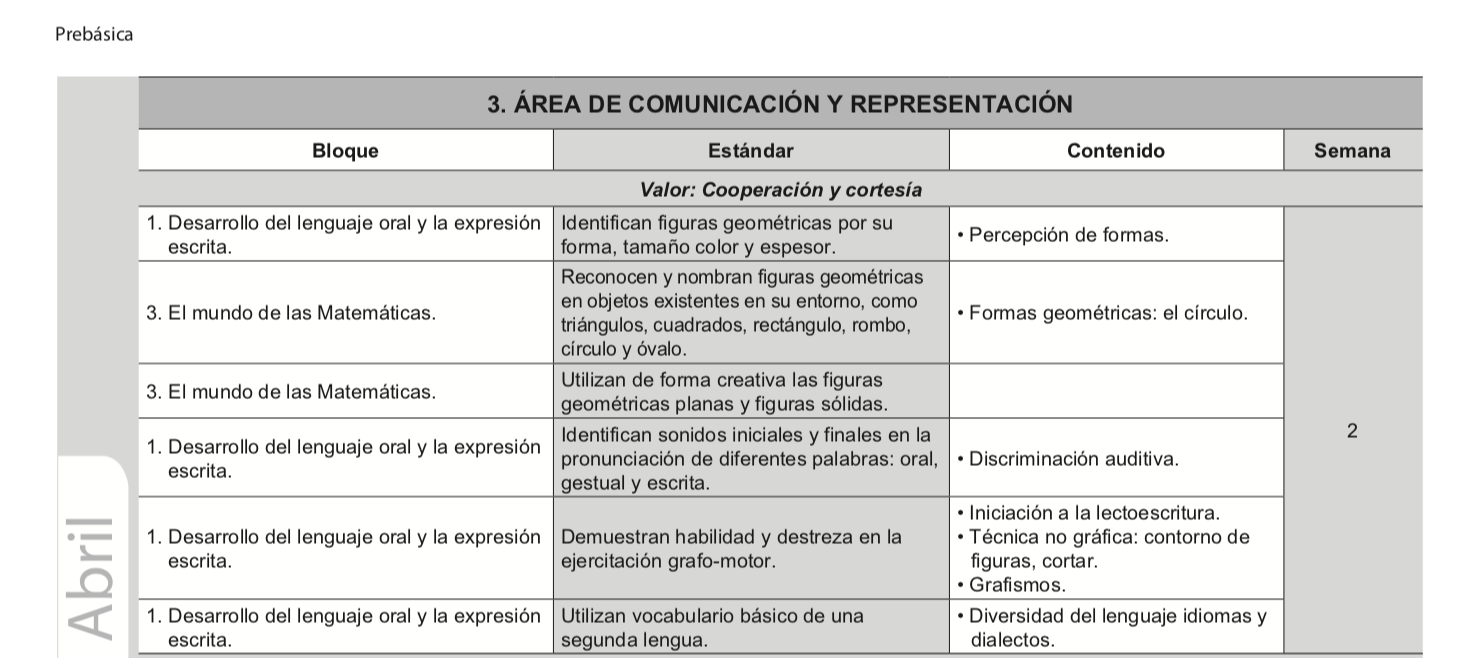 Prebásica
3. ÁREA DE COMUNICACIÓN Y REPRESENTACIÓN
Bloque Estándar Contenido Semana
Valor: Cooperación y cortesía
1. Desarrollo del lenguaje oral y la expresión
escrita.
Identifican figuras geométricas por su
forma, tamaño color y espesor.
• Percepción de formas.
3. El mundo de las Matemáticas.
Reconocen y nombran figuras geométricas
en objetos existentes en su entorno, como
triángulos, cuadrados, rectángulo, rombo,
círculo y óvalo.
• Formas geométricas: el círculo.
3. El mundo de las Matemáticas.
Utilizan de forma creativa las figuras
geométricas planas y figuras sólidas.
1. Desarrollo del lenguaje oral y la expresión
escrita.
Identifican sonidos iniciales y finales en la
pronunciación de diferentes palabras: oral,
gestual y escrita.
• Discriminación auditiva.
1. Desarrollo del lenguaje oral y la expresión
escrita.
Demuestran habilidad y destreza en la
ejercitación grafo-motor.
• Iniciación a la lectoescritura.
• Técnica no gráfica: contorno de
figuras, cortar.
• Grafismos.
1. Desarrollo del lenguaje oral y la expresión
escrita.
Utilizan vocabulario básico de una
segunda lengua.
• Diversidad del lenguaje idiomas y
dialectos.
2
Abril